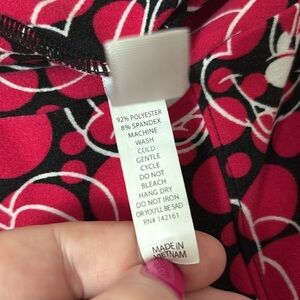 92% POLYESTER
8% SPANDEX
MACHINE
WASH
COLD
GENTLE
CYCLE
DO NOT
BLEACH
HANG DRY
DO NOT IRON
OR YOU'LL BE SAD
RN# 142161
MADE IN
VIETNAM